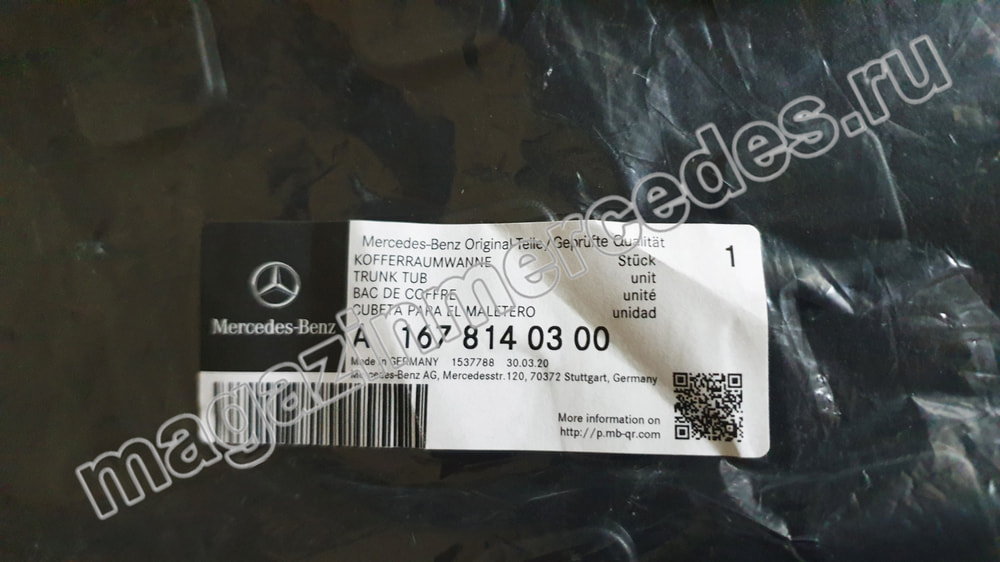 Mercedes-Benz Original-Teile/Geprüfte Qualität
KOFFERRAUMWANNE Stück 1
TRUNK TUB unit
BAC DE COFFRE unité
CUBETA PARA EL MALETERO unidad
Mercedes-Benz
A 167 814 03 00
Made in GERMANY 1537788 30.03.20
Mercedes-Benz AG, Mercedesstr.120, 70372 Stuttgart, Germany
More information on
http://p.mb-qr.com
magazinmercedes.ru